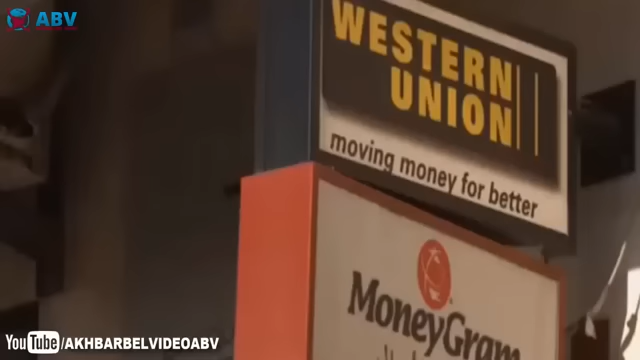 ABV
WESTERN
UNION
moving money for better
MoneyGram
YouTube/AKHBARBELVIDEOABV